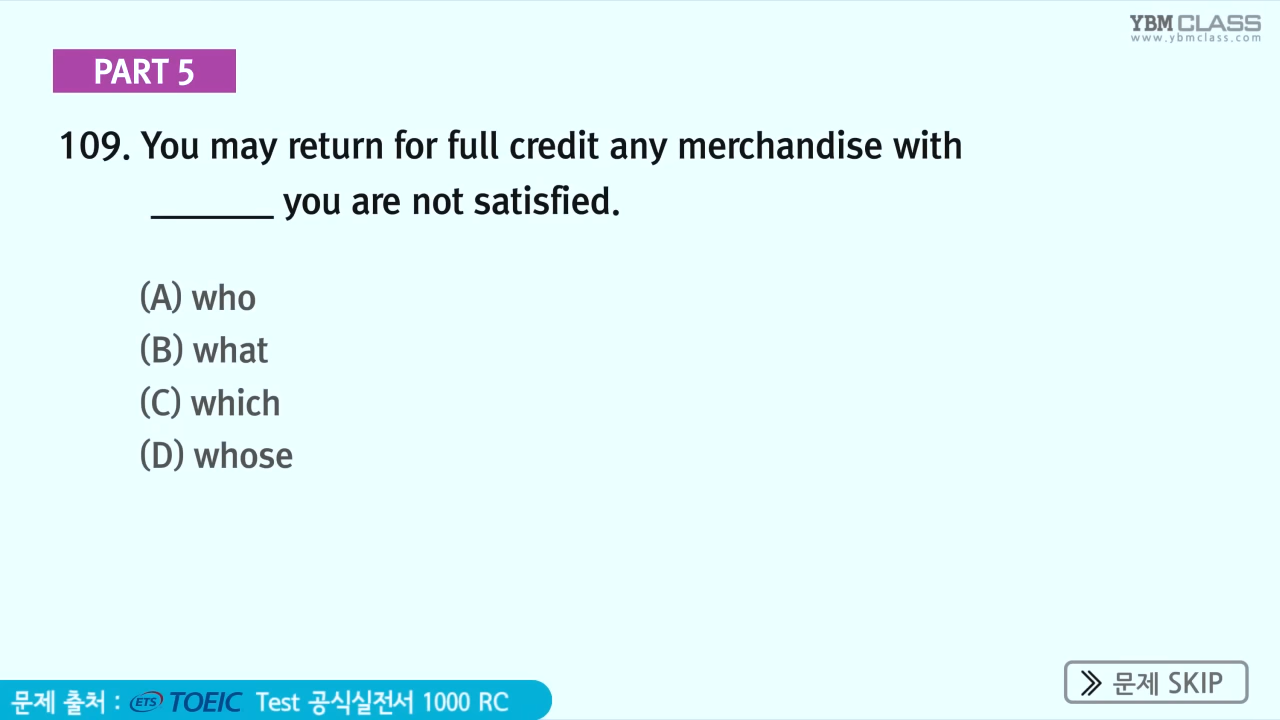 YBM CLASS
www.ybmclass.com
PART 5
109. You may return for full credit any merchandise with
______ you are not satisfied.
(A) who
(B) what
(C) which
(D) whose
문제 SKIP
문제 출처 : ETS TOEIC Test 공식실전서 1000 RC